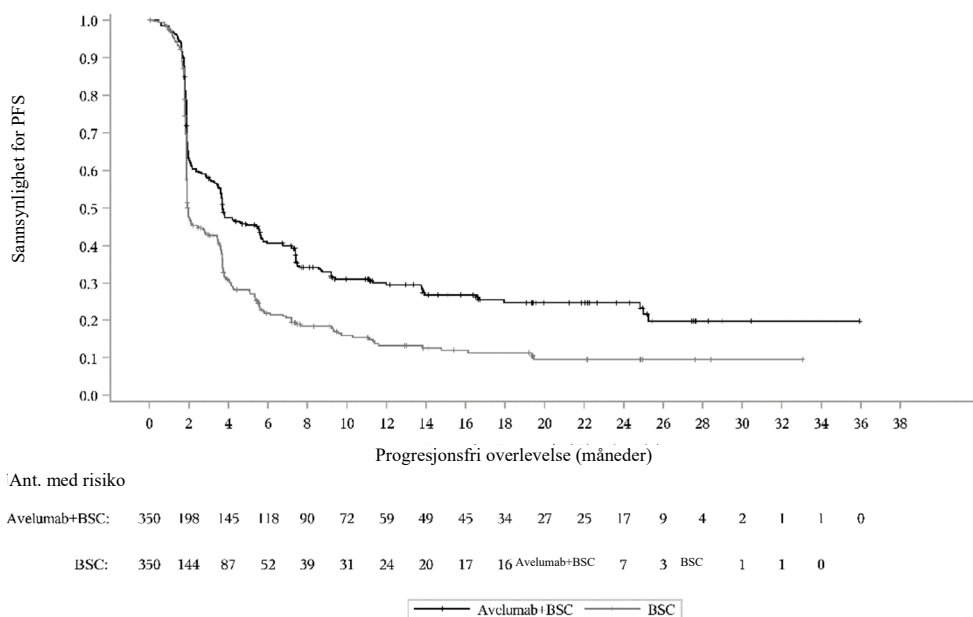 1.0
0.9
0.8
0.7
0.6
0.5
0.4
0.3
0.2
0.1
0.0
Sannsynlighet for PFS
0 2 4 6 8 10 12 14 16 18 20 22 24 26 28 30 32 34 36 38
Progresjonsfri overlevelse (måneder)
Ant. med risiko
Avelumab+BSC: 350 198 145 118 90 72 59 49 45 34 27 25 17 9 4 2 1 1 0
BSC: 350 144 87 52 39 31 24 20 17 16 Avelumab+BSC 7 3 BSC 1 1 0
Avelumab+BSC BSC